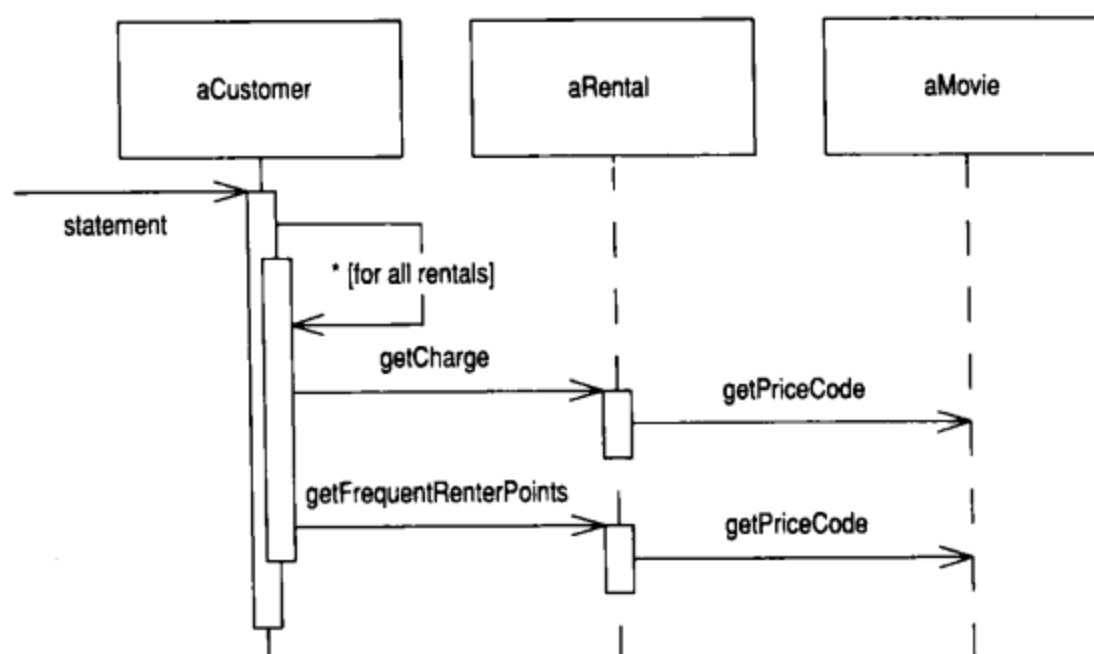 aCustomer
aRental
aMovie
statement
* [for all rentals]
getCharge
getPriceCode
getFrequentRenterPoints
getPriceCode